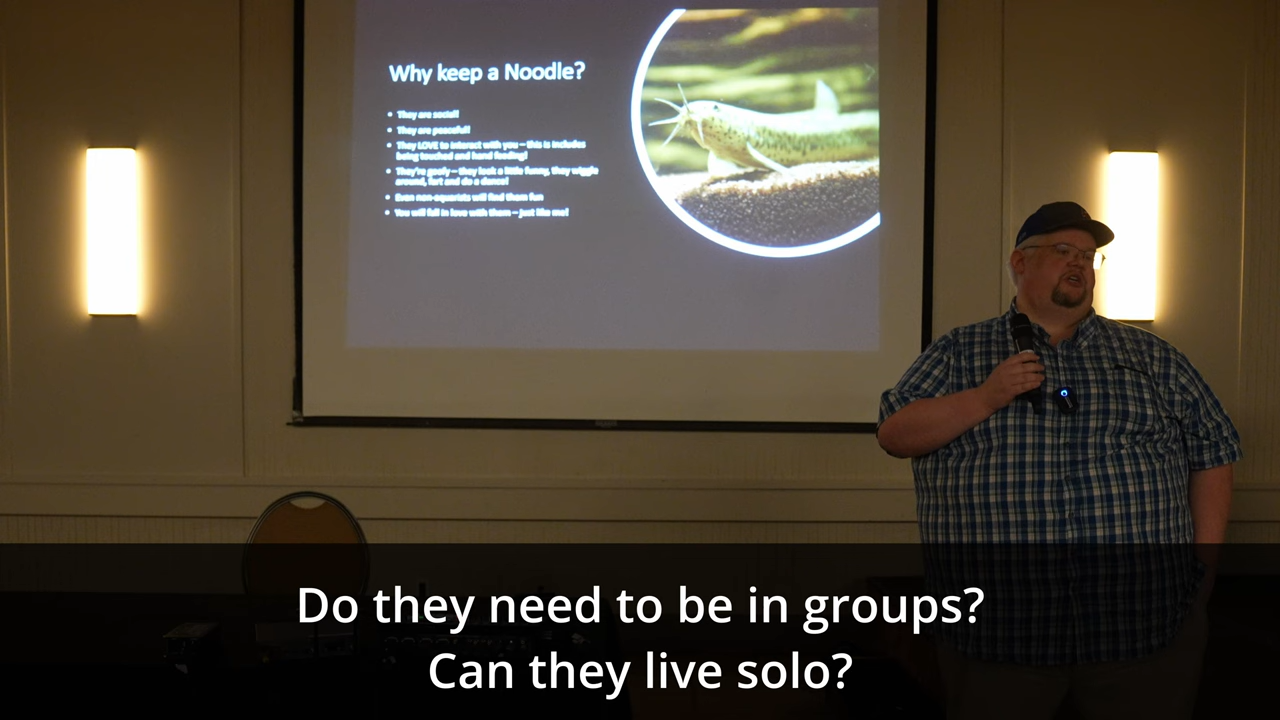 Why keep a Noodle?
• They are social!
• They are peaceful!
• They LOVE to interact with you – this is includes
being touched and hand feeding!
• They're goofy – they look a little funny, they wiggle
around, fart and do a dance!
• Even non-aquarists will find them fun
• You will fall in love with them – just like me!
Do they need to be in groups?
Can they live solo?